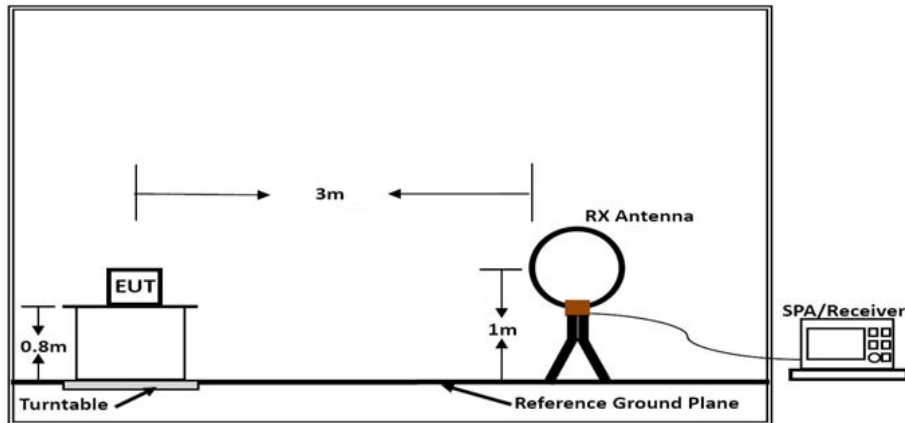 3m
RX Antenna
EUT
SPA/Receiver
0.8m
1m
Turntable
Reference Ground Plane